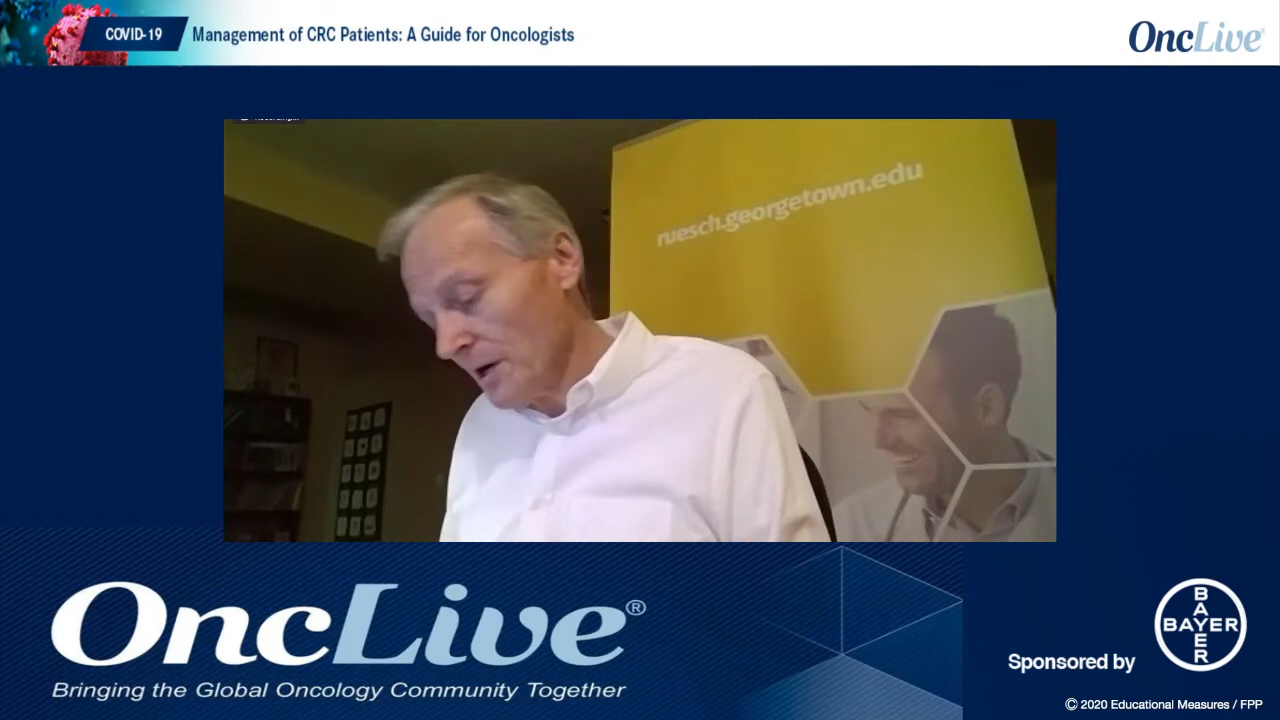 COVID-19
Management of CRC Patients: A Guide for Oncologists
OncLive®
ruesch.georgetown.edu
OncLive®
Bringing the Global Oncology Community Together
Sponsored by
BAYER
BAYER
© 2020 Educational Measures / FPP